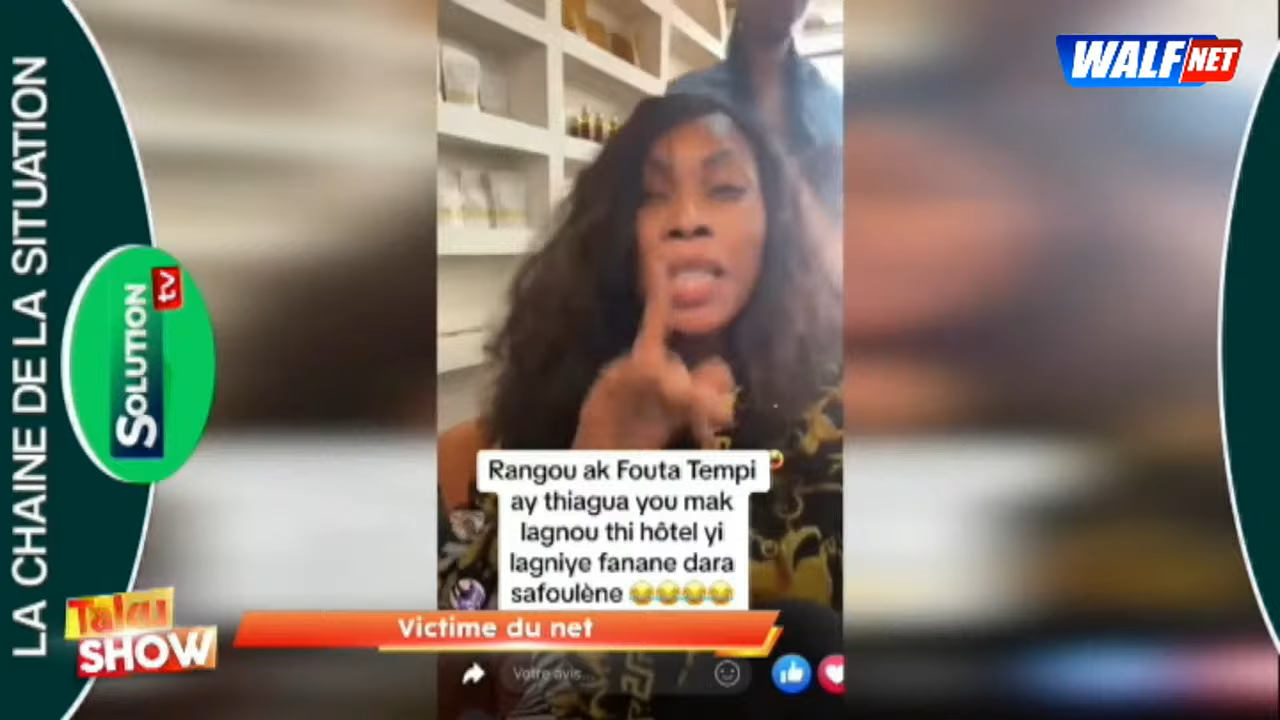 LA CHAINE DE LA SITUATION
SOLUTION tv
WALF NET
Rangou ak Fouta Tempi
ay thiagua you mak
lagnou thi hôtel yi
lagniye fanane dara
safoulène 😂😂😂😂
Talu SHOW
Victime du net
Votre avis...